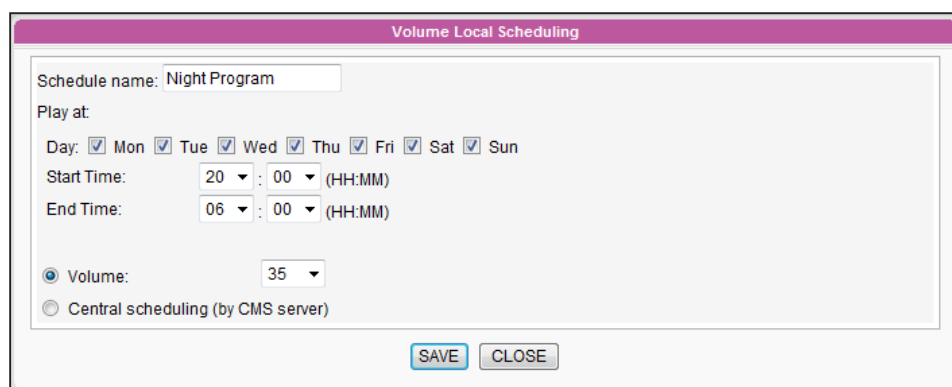 Volume Local Scheduling
Schedule name: Night Program
Play at:
Day: Mon Tue Wed Thu Fri Sat Sun
Start Time: 20 : 00 (HH:MM)
End Time: 06 : 00 (HH:MM)
Volume: 35
Central scheduling (by CMS server)
SAVE CLOSE